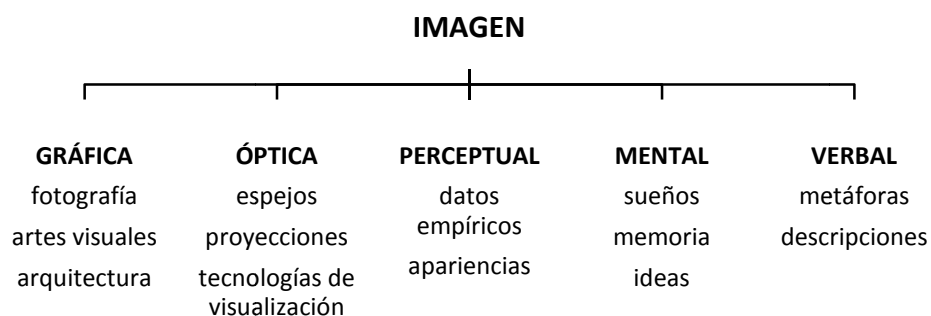 IMAGEN
GRÁFICA
fotografía
artes visuales
arquitectura
ÓPTICA
espejos
proyecciones
tecnologías de
visualización
PERCEPTUAL
datos
empíricos
apariencias
MENTAL
sueños
memoria
ideas
VERBAL
metáforas
descripciones